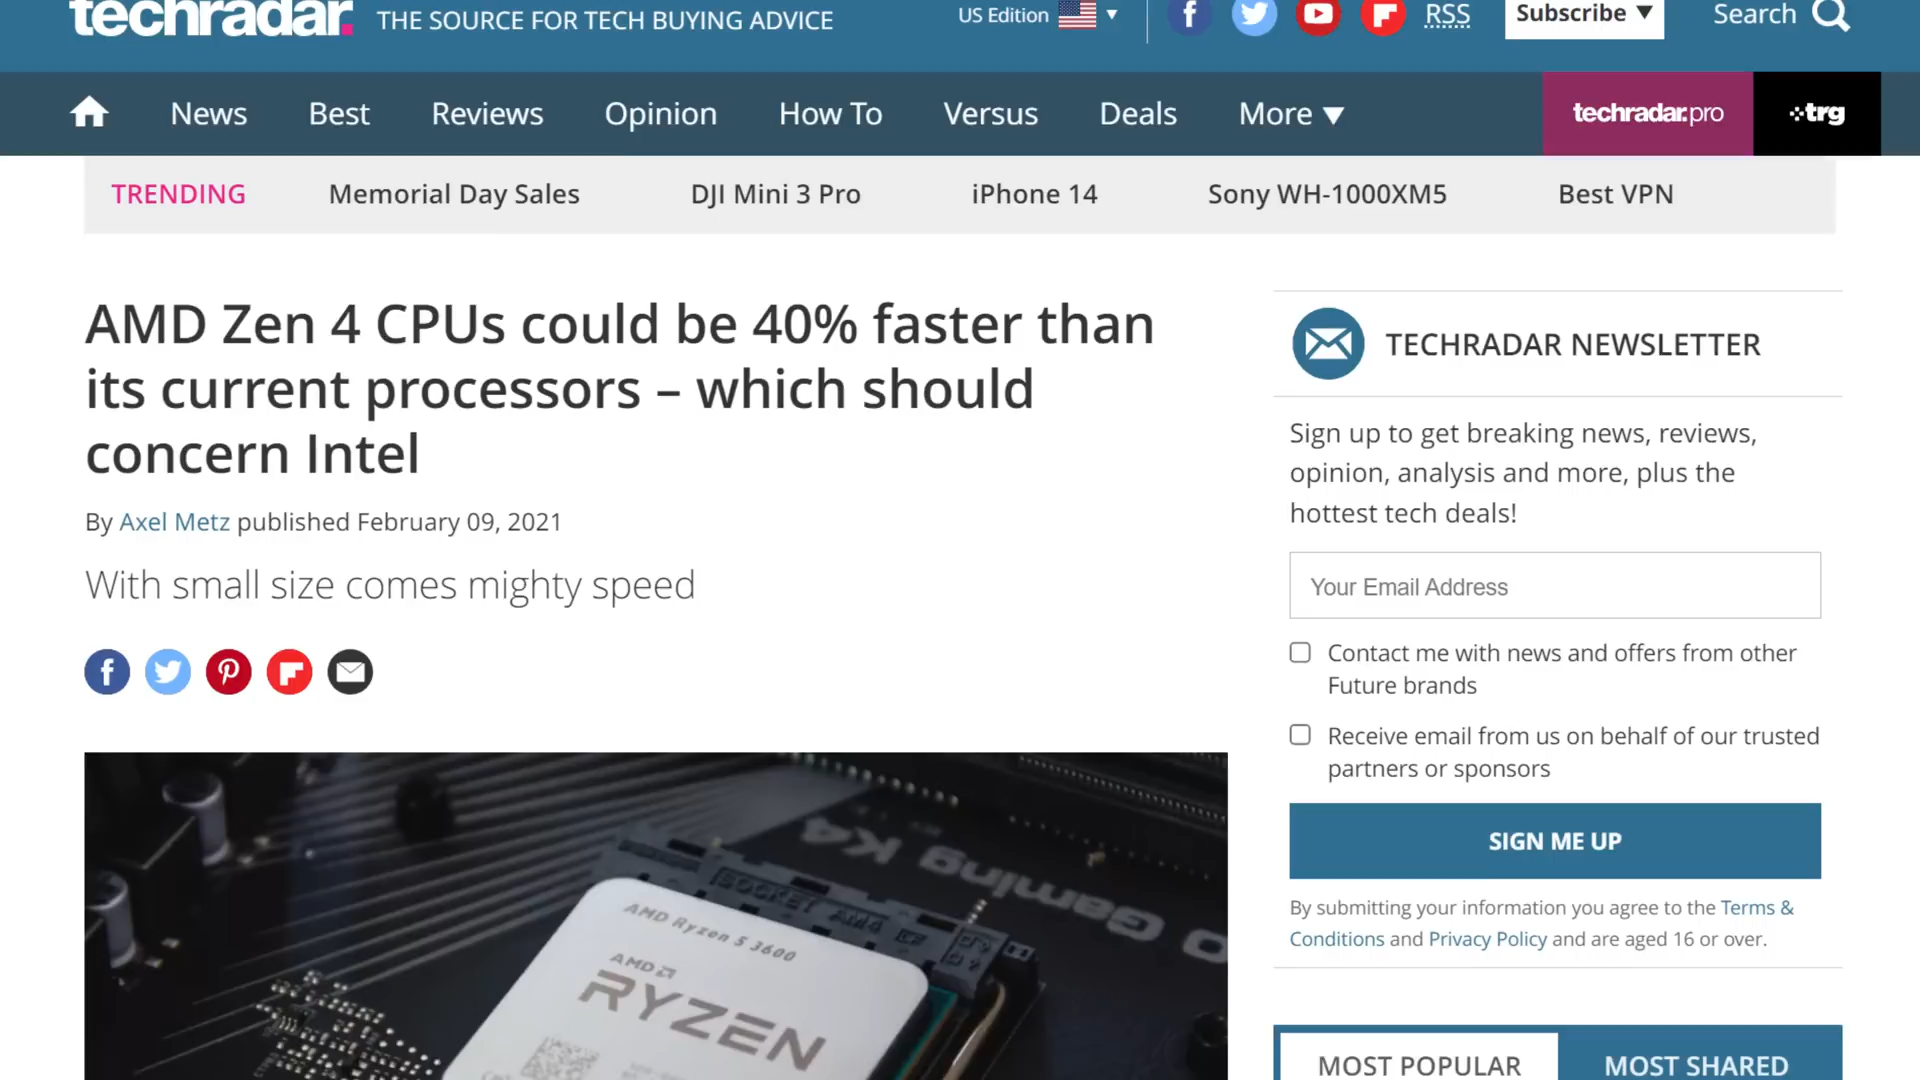 techradar. THE SOURCE FOR TECH BUYING ADVICE US Edition RSS Subscribe ▼ Search
News Best Reviews Opinion How To Versus Deals More ▼ techradar.pro trg
TRENDING Memorial Day Sales DJI Mini 3 Pro iPhone 14 Sony WH-1000XM5 Best VPN
AMD Zen 4 CPUs could be 40% faster than
its current processors – which should
concern Intel
By Axel Metz published February 09, 2021
With small size comes mighty speed
SOCKET AM4
O Gaming K4
AMD Ryzen 5 3600
AMD
RYZEN
TECHRADAR NEWSLETTER
Sign up to get breaking news, reviews,
opinion, analysis and more, plus the
hottest tech deals!
Your Email Address
Contact me with news and offers from other
Future brands
Receive email from us on behalf of our trusted
partners or sponsors
SIGN ME UP
By submitting your information you agree to the Terms &
Conditions and Privacy Policy and are aged 16 or over.
MOST POPULAR MOST SHARED